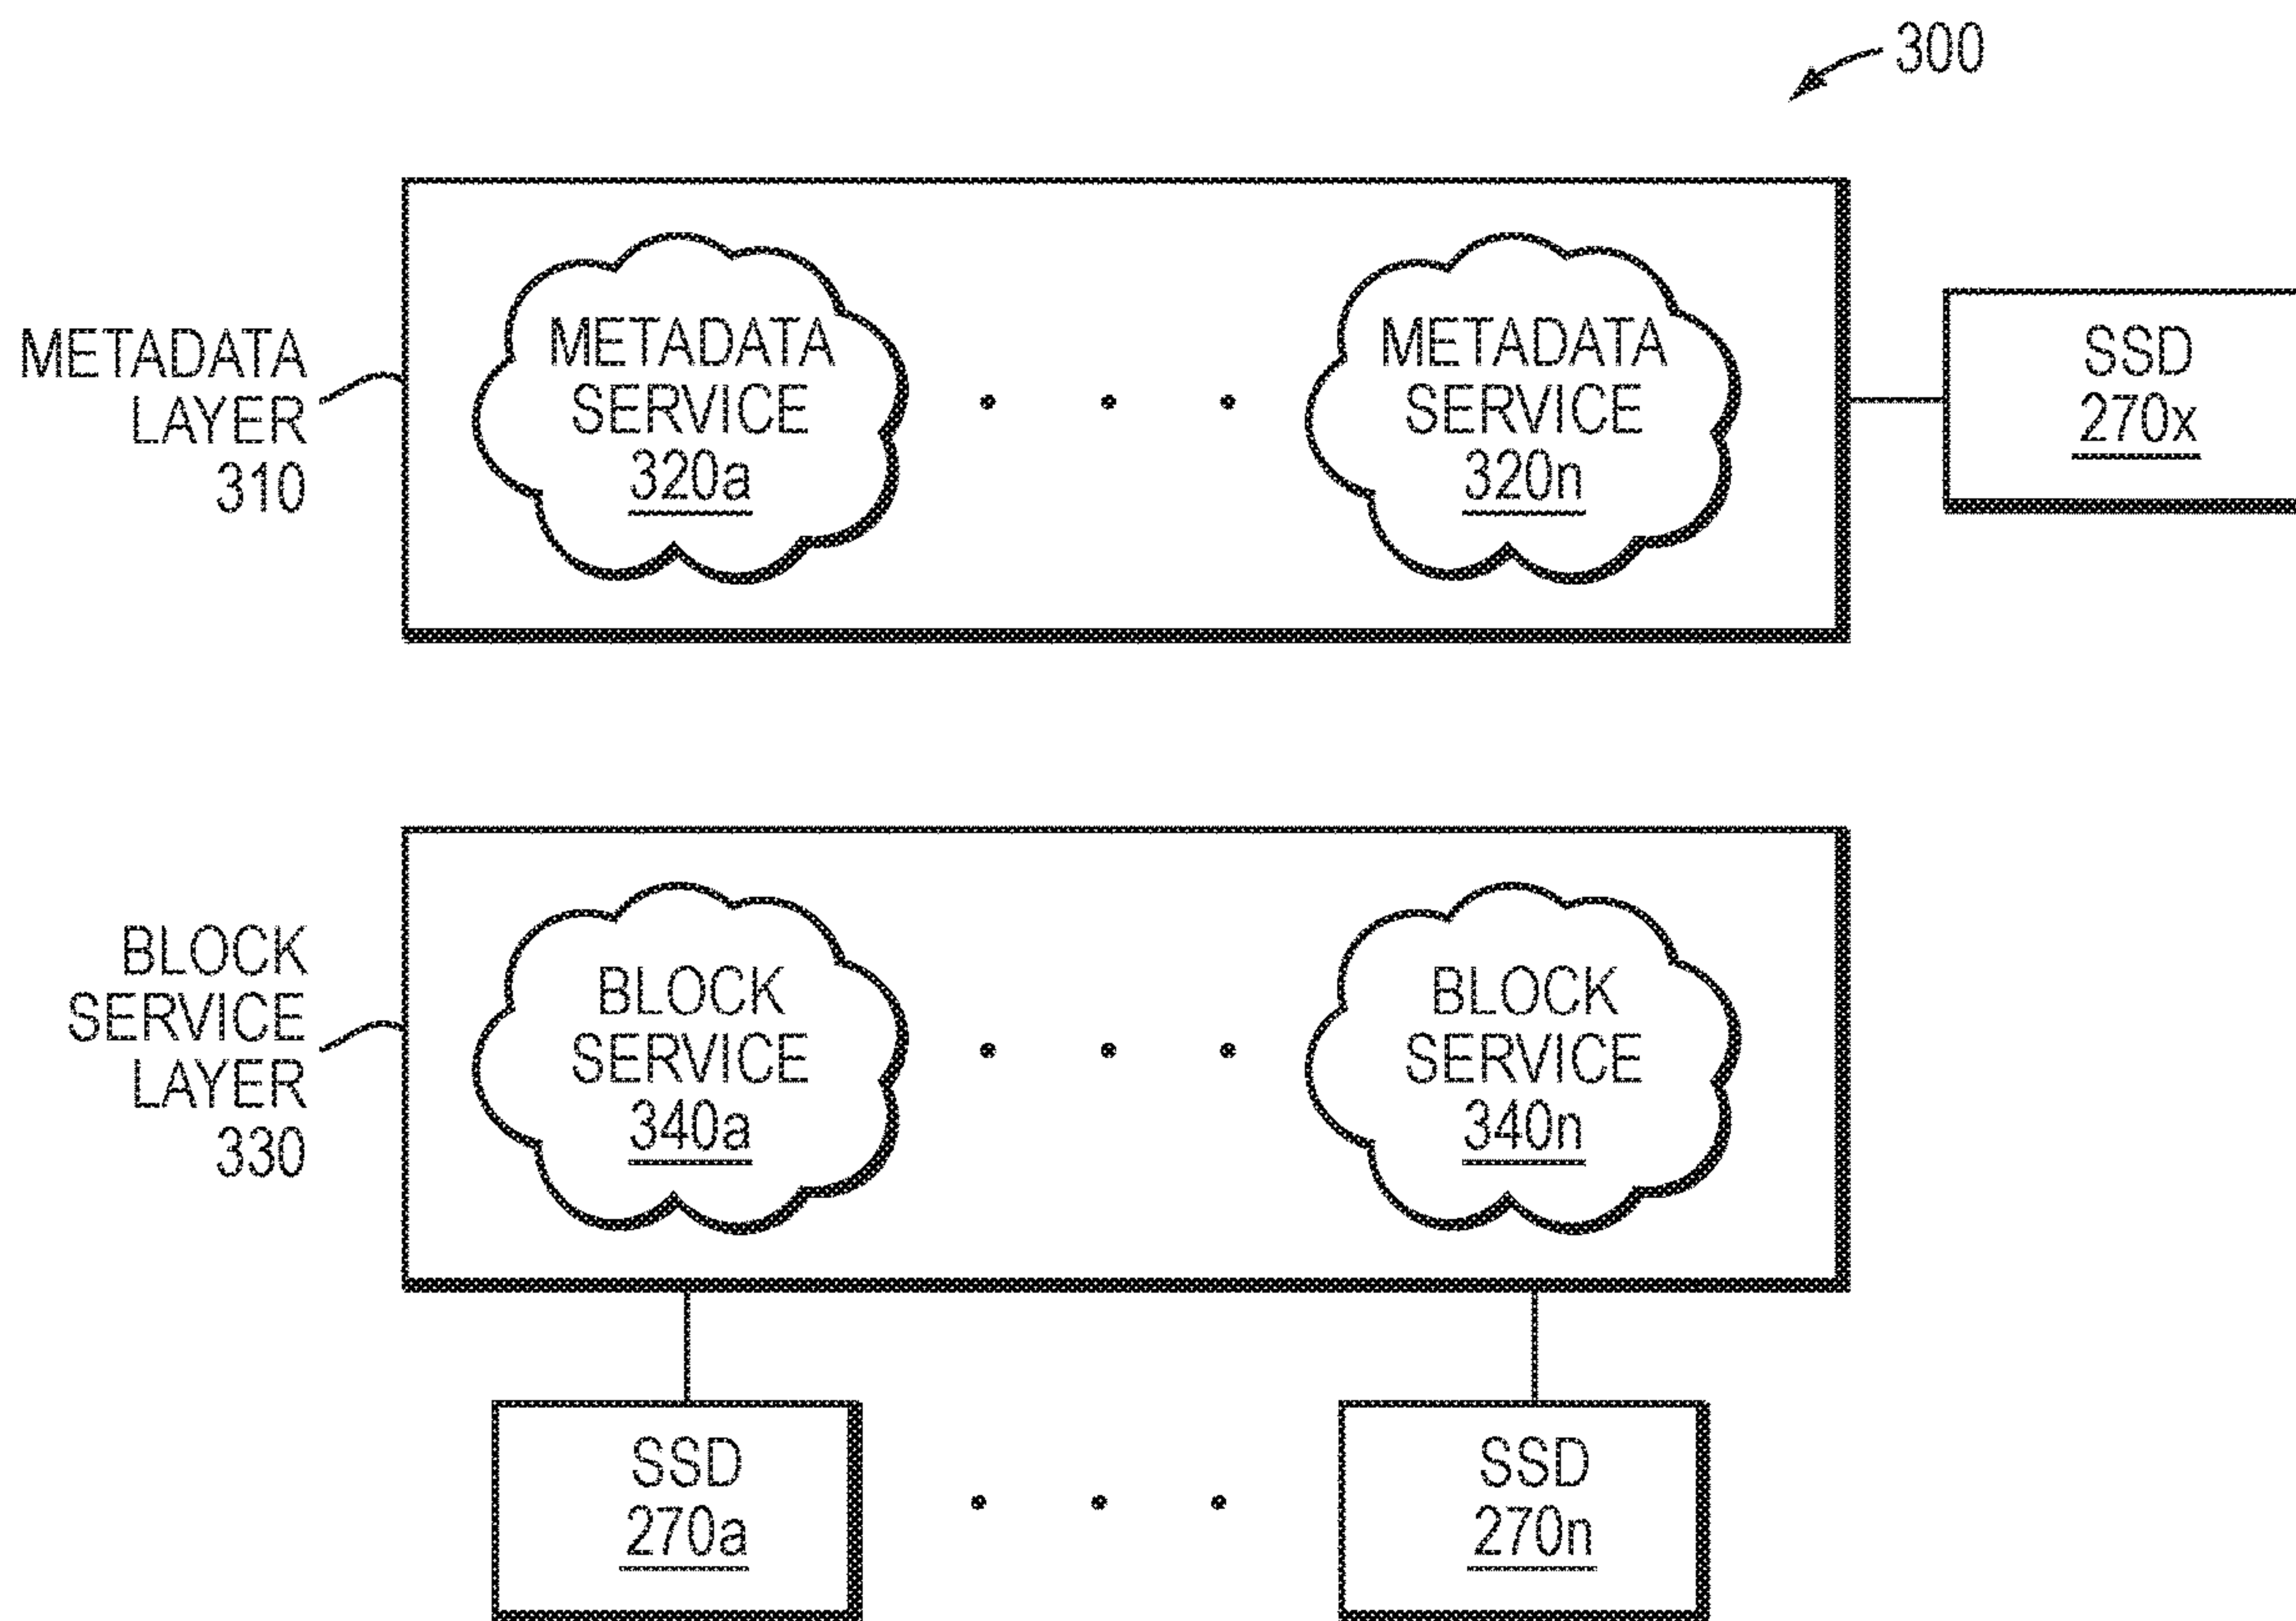 300
METADATA
LAYER
310
METADATA
SERVICE
320a
METADATA
SERVICE
320n
SSD
270x
BLOCK
SERVICE
LAYER
330
BLOCK
SERVICE
340a
BLOCK
SERVICE
340n
SSD
270a
SSD
270n